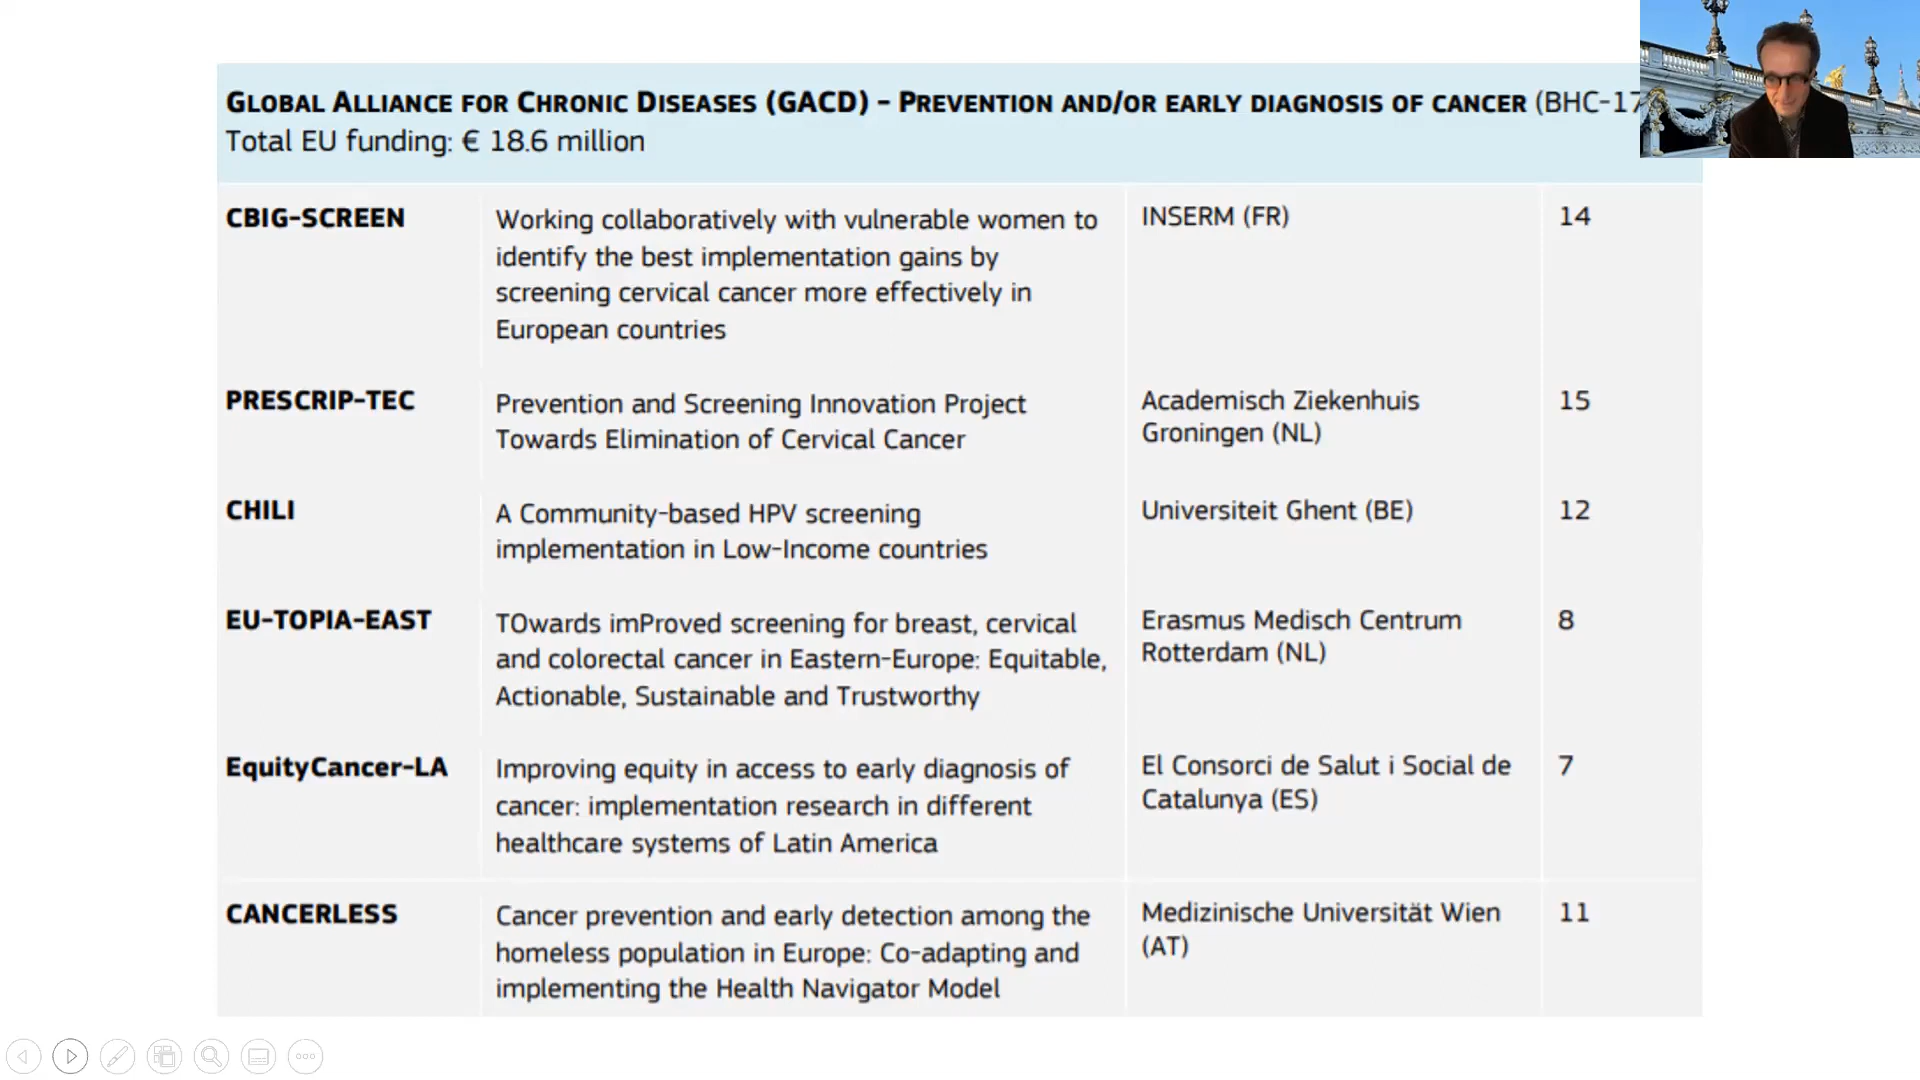 GLOBAL ALLIANCE FOR CHRONIC DISEASES (GACD) – PREVENTION AND/OR EARLY DIAGNOSIS OF CANCER (BHC-17
Total EU funding: € 18.6 million
CBIG-SCREEN
Working collaboratively with vulnerable women to
identify the best implementation gains by
screening cervical cancer more effectively in
European countries
INSERM (FR)
14
PRESCRIP-TEC
Prevention and Screening Innovation Project
Towards Elimination of Cervical Cancer
Academisch Ziekenhuis
Groningen (NL)
15
CHILI
A Community-based HPV screening
implementation in Low-Income countries
Universiteit Ghent (BE)
12
EU-TOPIA-EAST
TOwards imProved screening for breast, cervical
and colorectal cancer in Eastern-Europe: Equitable,
Actionable, Sustainable and Trustworthy
Erasmus Medisch Centrum
Rotterdam (NL)
8
EquityCancer-LA
Improving equity in access to early diagnosis of
cancer: implementation research in different
healthcare systems of Latin America
El Consorci de Salut i Social de
Catalunya (ES)
7
CANCERLESS
Cancer prevention and early detection among the
homeless population in Europe: Co-adapting and
implementing the Health Navigator Model
Medizinische Universität Wien
(AT)
11